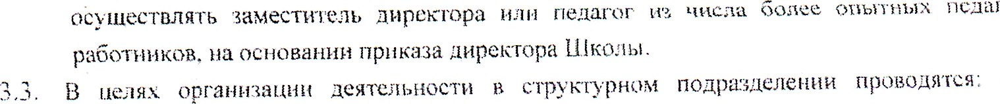 осуществлять заместитель директора или педагог из числа более опытных
работников, на основании приказа директора Школы.
3.3. В целях организации деятельности в структурном подразделении проводятся: